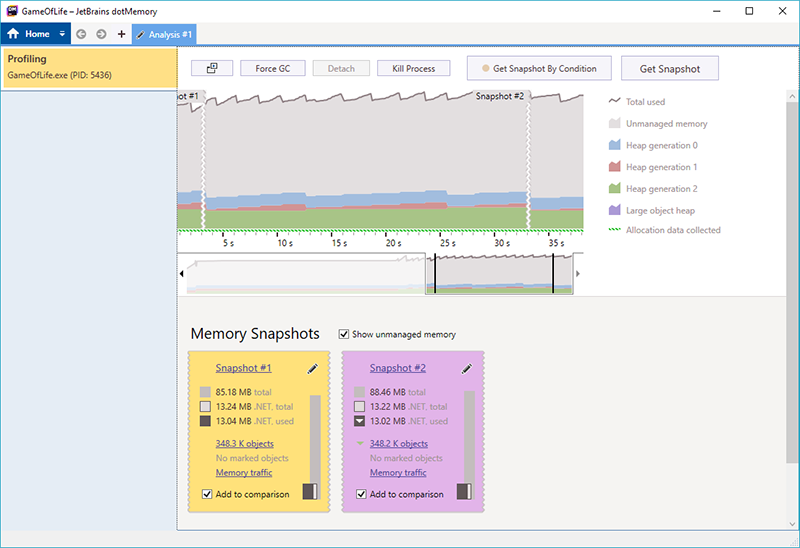 GameOfLife – JetBrains dotMemory
Home
Analysis #1
Profiling
GameOfLife.exe (PID: 5436)
Force GC
Detach
Kill Process
Get Snapshot By Condition
Get Snapshot
ot #1
Snapshot #2
Total used
Unmanaged memory
Heap generation 0
Heap generation 1
Heap generation 2
Large object heap
Allocation data collected
5 s
10 s
15 s
20 s
25 s
30 s
35 s
Memory Snapshots
Show unmanaged memory
Snapshot #1
85.18 MB total
13.24 MB .NET, total
13.04 MB .NET, used
348.3 K objects
No marked objects
Memory traffic
Add to comparison
Snapshot #2
88.46 MB total
13.22 MB .NET, total
13.02 MB .NET, used
348.2 K objects
No marked objects
Memory traffic
Add to comparison